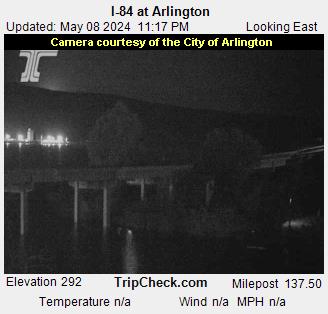 I-84 at Arlington
Updated: May 08 2024 11:17 PM Looking East
Camera courtesy of the City of Arlington
Elevation 292 TripCheck.com Milepost 137.50
Temperature n/a Wind n/a MPH n/a